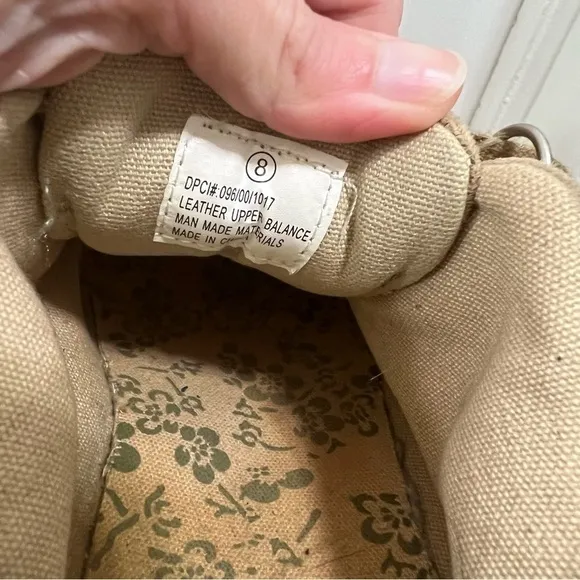 8
DPCI#:096/00/1017
LEATHER UPPER BALANCE
MAN MADE MATERIALS
MADE IN CHINA